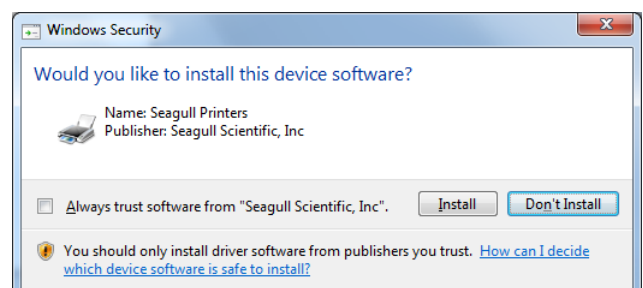 Windows Security
Would you like to install this device software?
Name: Seagull Printers
Publisher: Seagull Scientific, Inc
Always trust software from "Seagull Scientific, Inc".
Install
Don't Install
You should only install driver software from publishers you trust. How can I decide
which device software is safe to install?